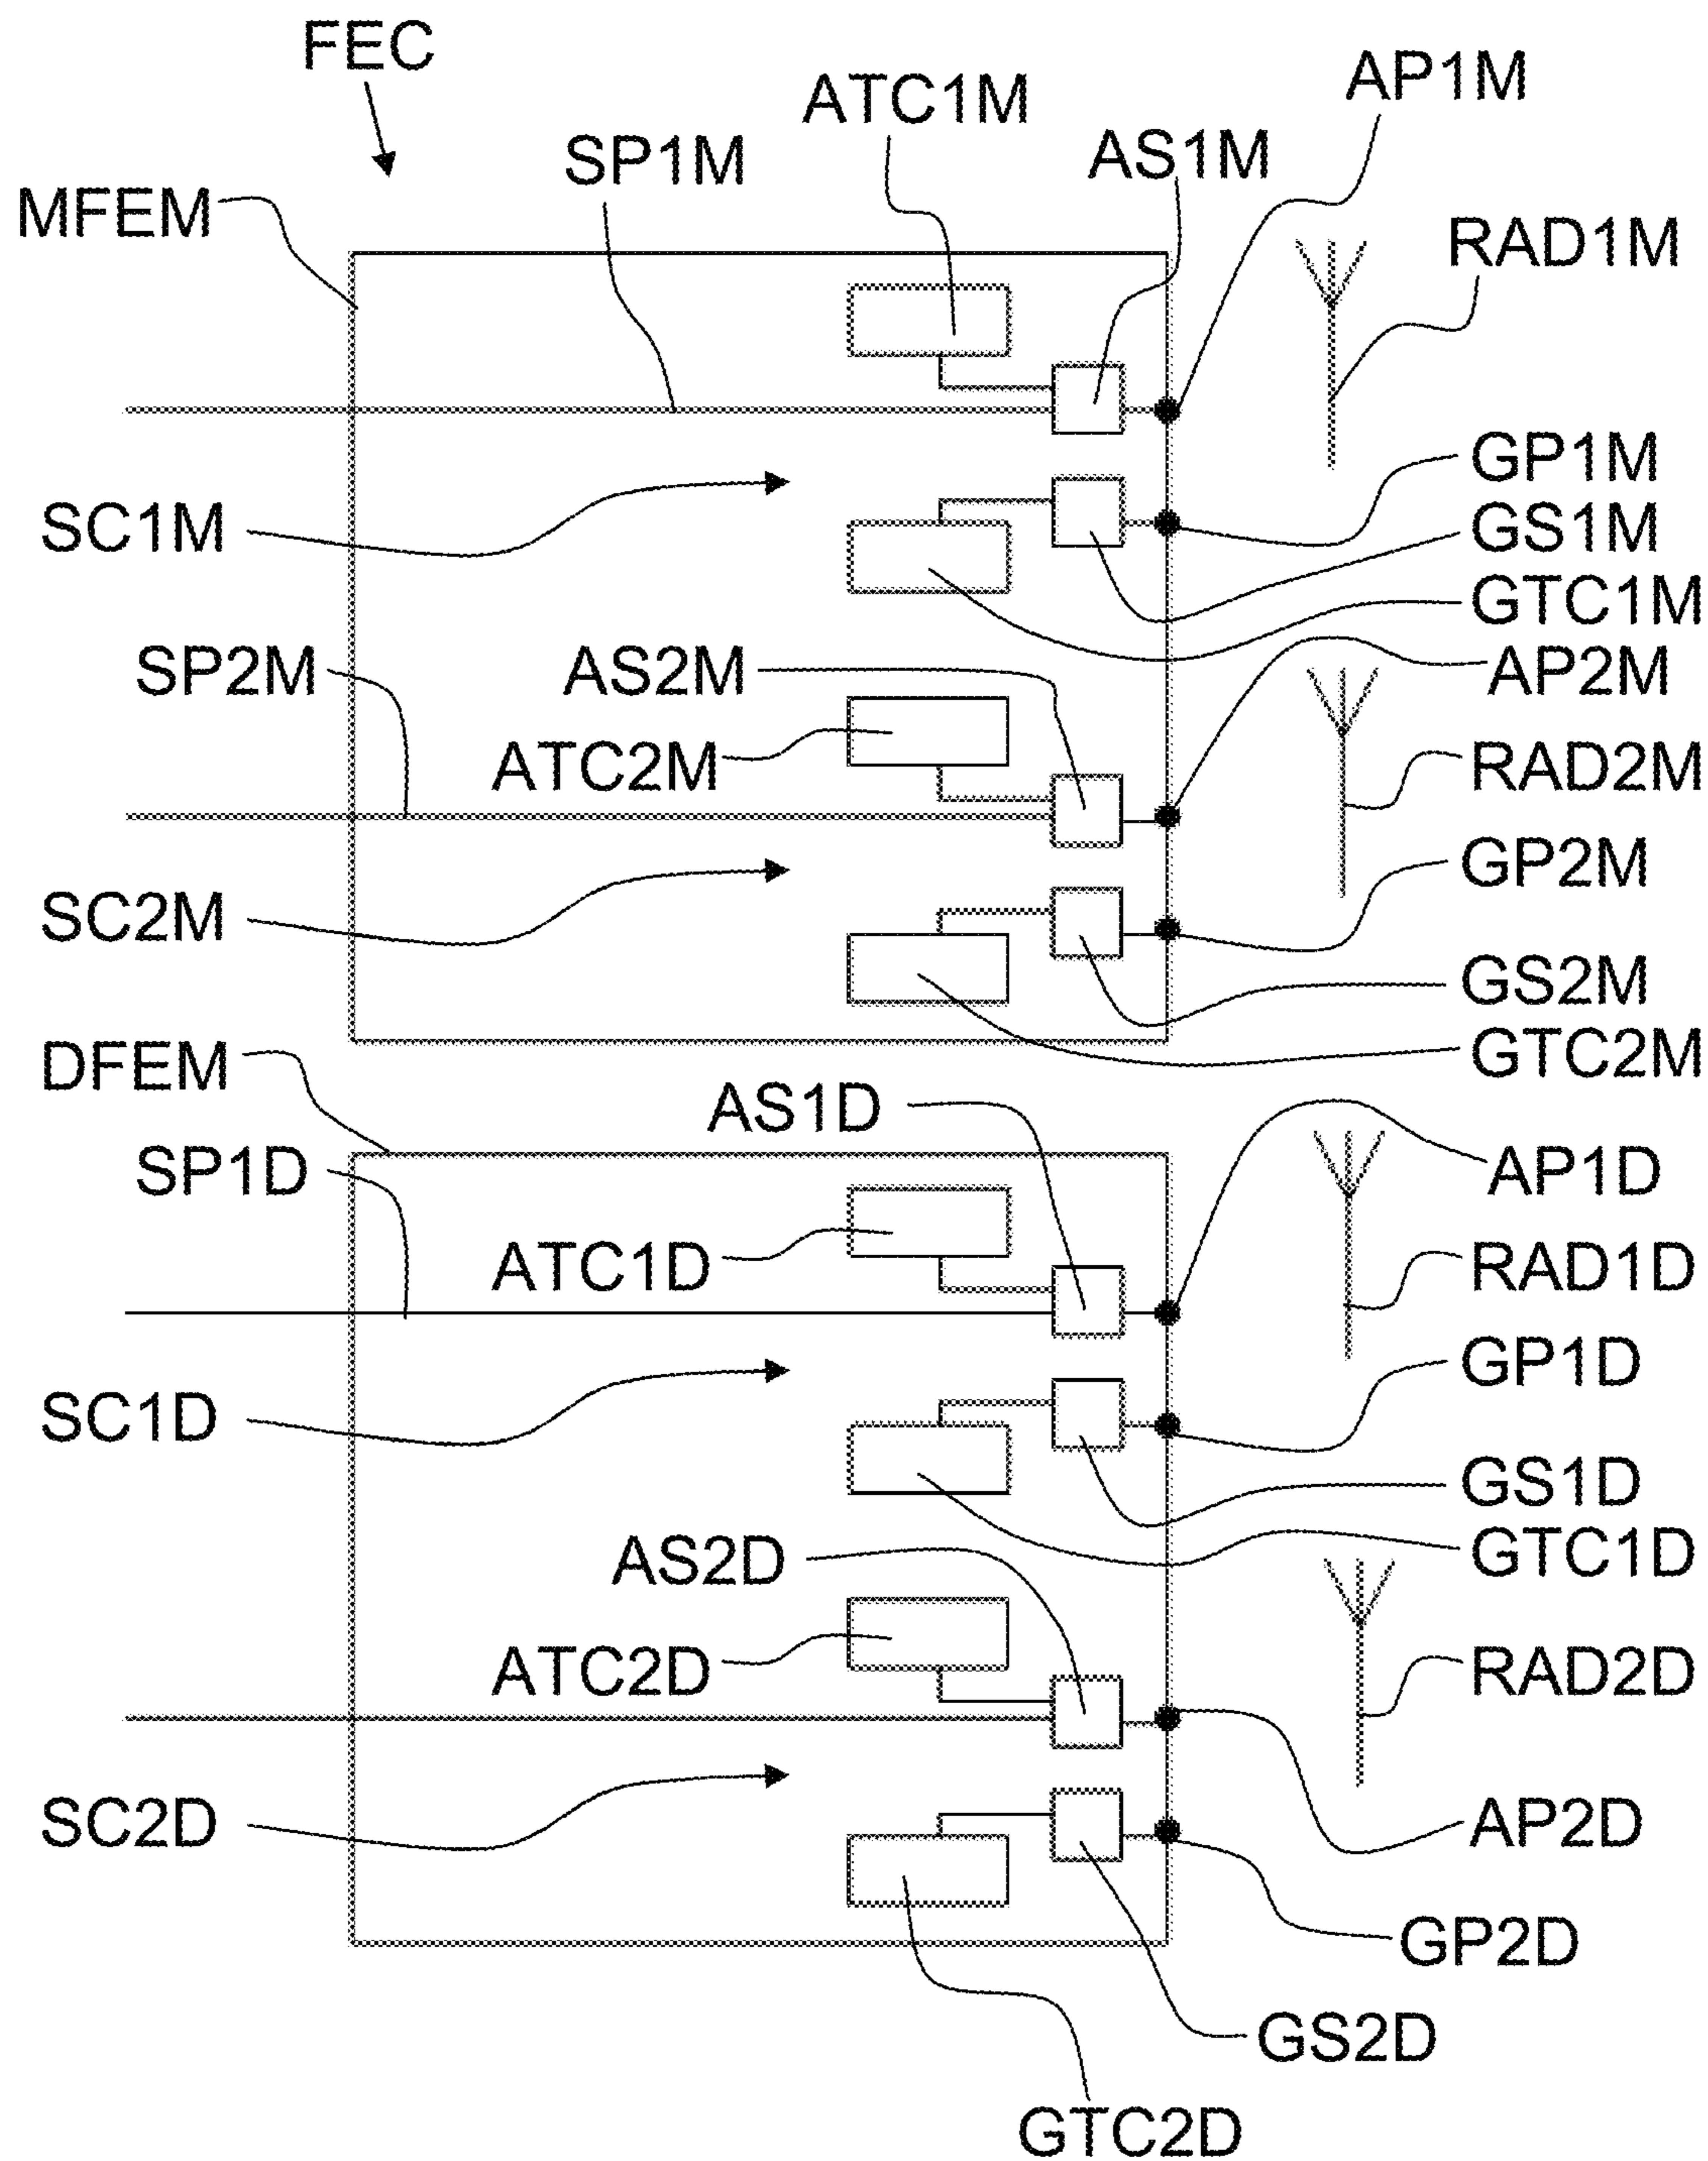 FEC
ATC1M
AP1M
SP1M
AS1M
MFEM
RAD1M
GP1M
SC1M
GS1M
GTC1M
SP2M
AS2M
AP2M
ATC2M
RAD2M
GP2M
SC2M
GS2M
DFEM
GTC2M
AS1D
SP1D
AP1D
ATC1D
RAD1D
GP1D
SC1D
GS1D
AS2D
GTC1D
ATC2D
RAD2D
SC2D
AP2D
GP2D
GS2D
GTC2D